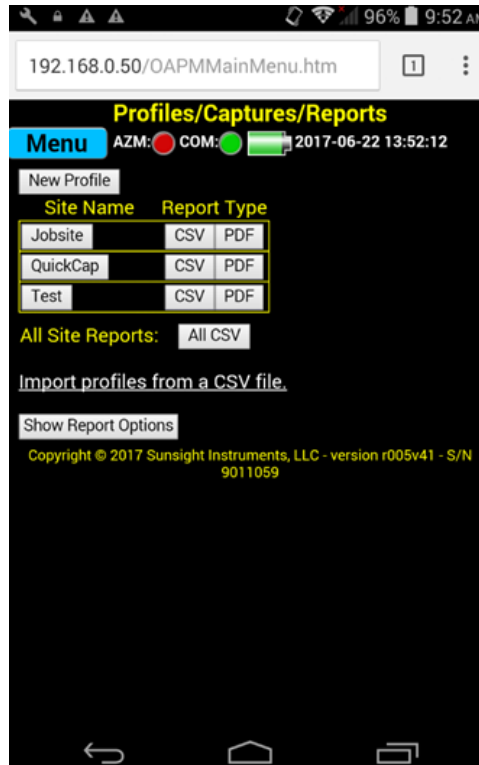 96% 9:52 AM
192.168.0.50/OAPMMainMenu.htm 1
Profiles/Captures/Reports
Menu AZM: COM: 2017-06-22 13:52:12
New Profile
Site Name Report Type
Jobsite CSV PDF
QuickCap CSV PDF
Test CSV PDF
All Site Reports: All CSV
Import profiles from a CSV file.
Show Report Options
Copyright © 2017 Sunsight Instruments, LLC - version r005v41 - S/N
9011059